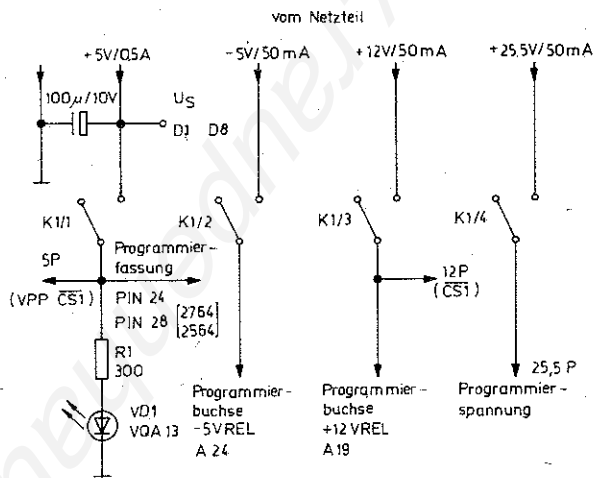 vom Netzteil
+5V/0,5A
-5V/50mA
+12V/50mA
+25,5V/50mA
100µ/10V
US
D1 D8
K1/1
K1/2
K1/3
K1/4
5P
Programmier-
fassung
12P
(VPP CS1)
PIN 24
(CS1)
PIN 28 [2764
2564]
R1
300
25,5 P
Programmier-
buchse
-5VREL
A 24
Programmier-
buchse
+12 VREL
A19
Programmier-
spannung
VD1
VQA 13